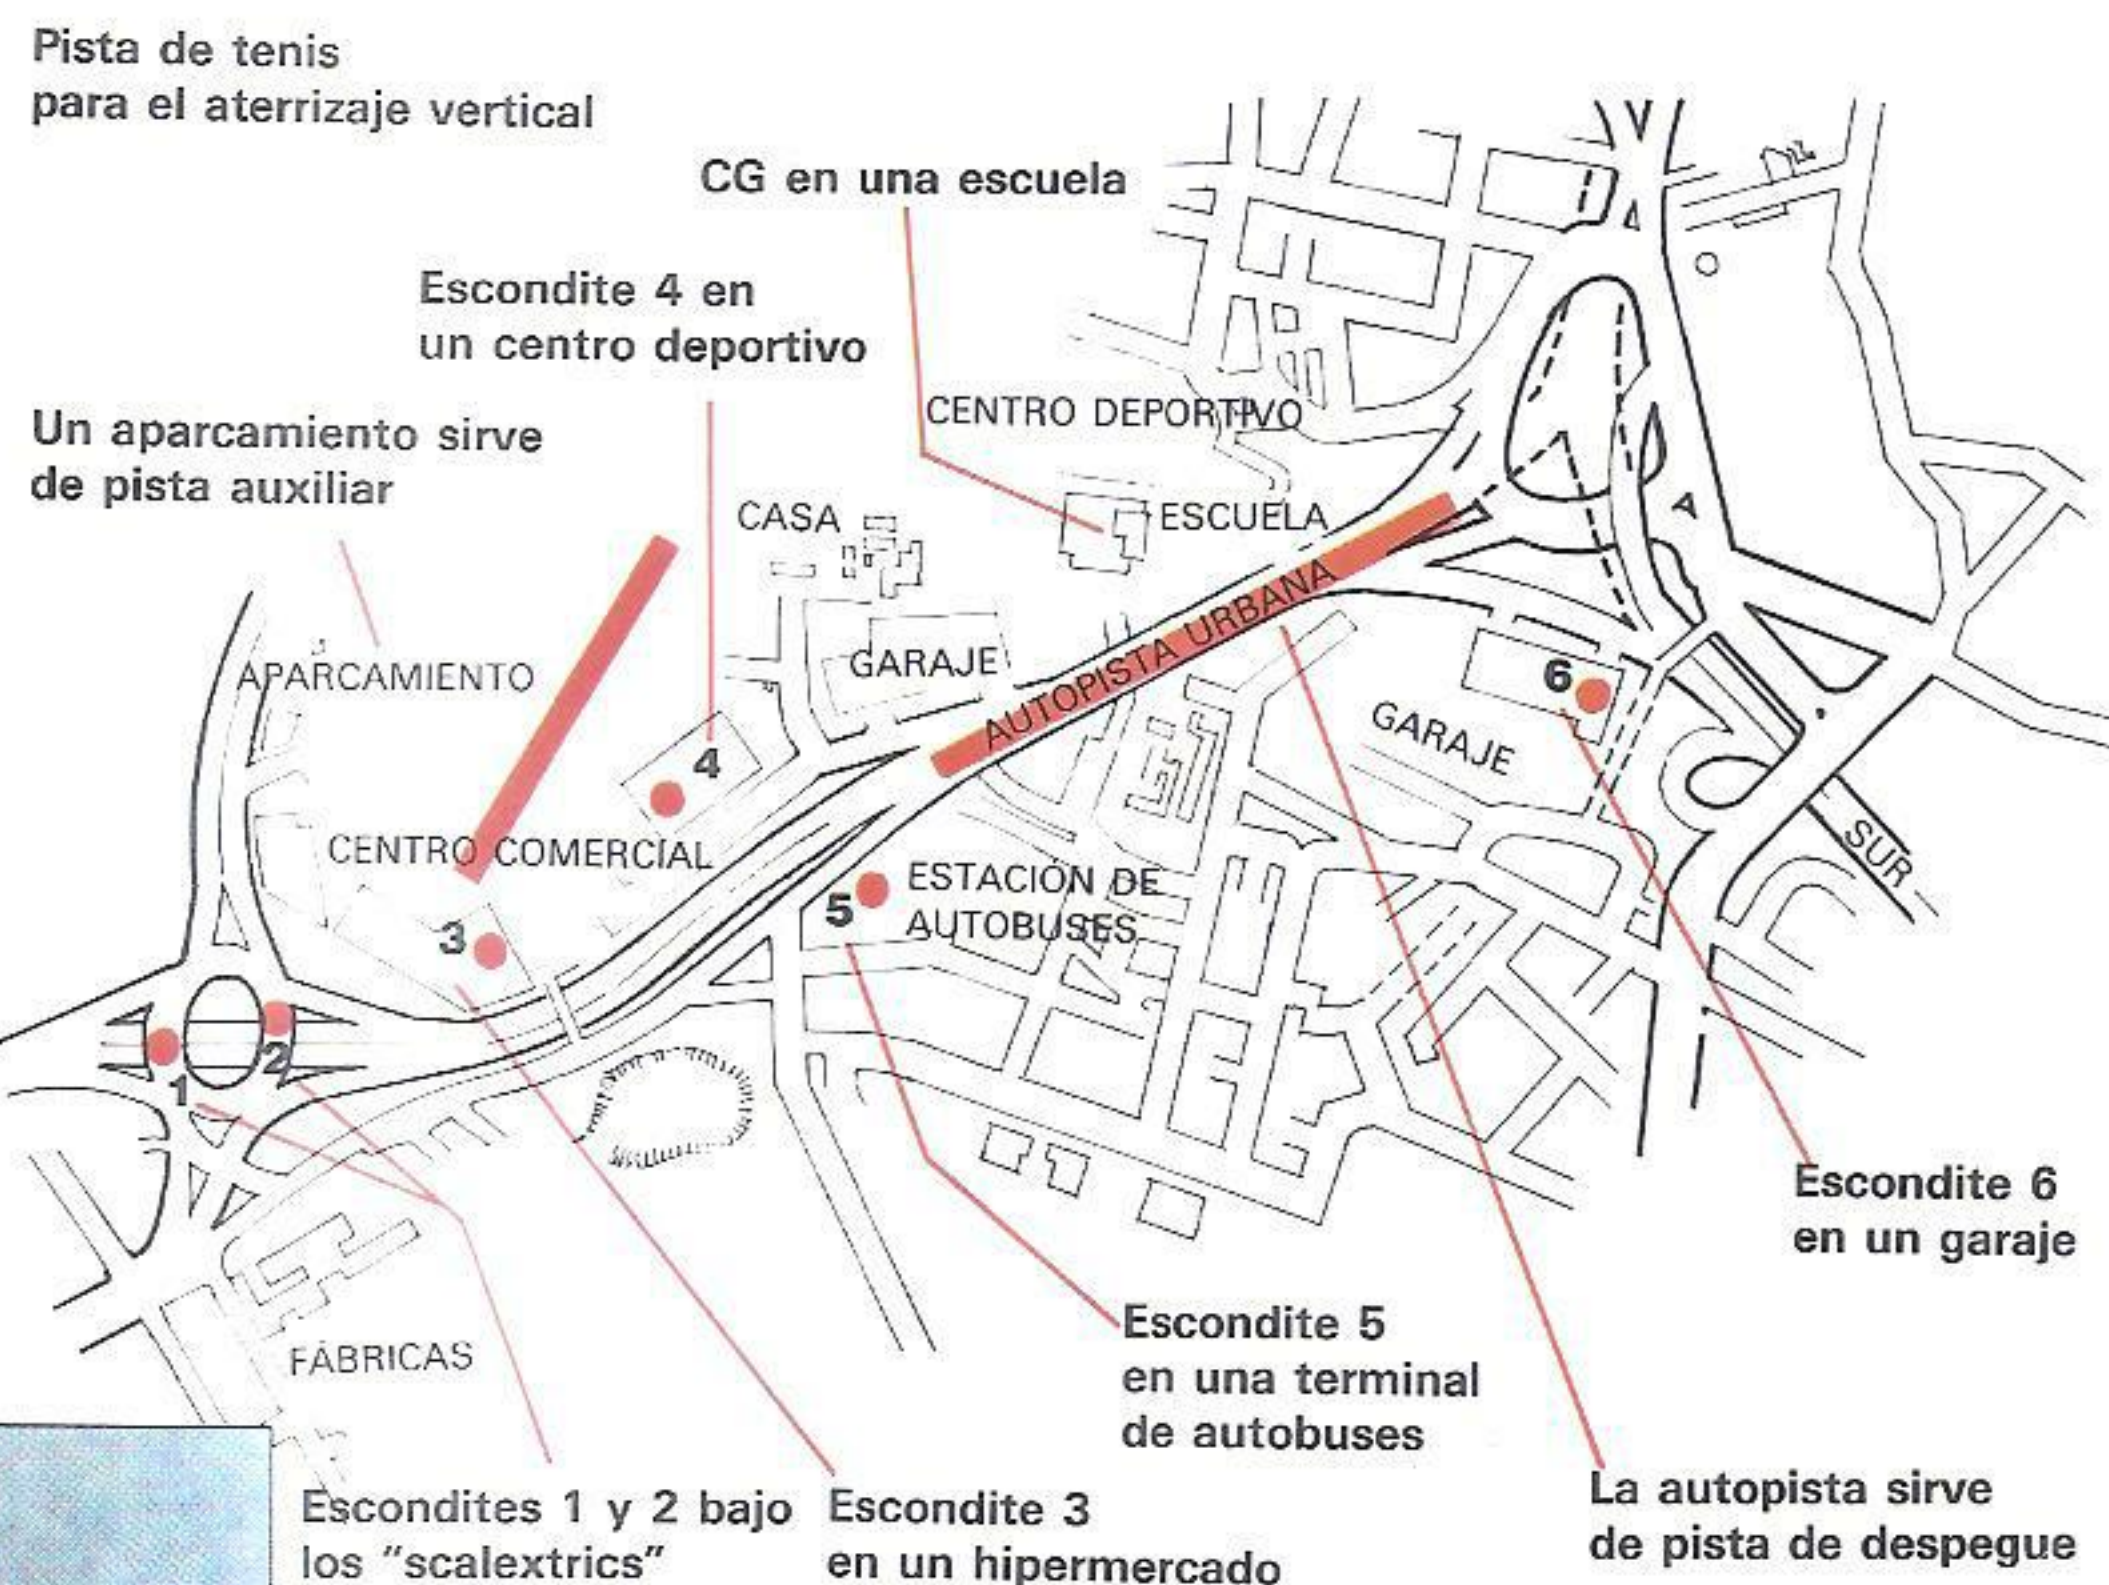 Pista de tenis
para el aterrizaje vertical
CG en una escuela
Escondite 4 en
un centro deportivo
Un aparcamiento sirve
de pista auxiliar
CENTRO DEPORTIVO
CASA
ESCUELA
APARCAMIENTO
GARAJE
AUTOPISTA URBANA
6
GARAJE
4
CENTRO COMERCIAL
SUR
ESTACIÓN DE
AUTOBUSES
5
3
2
1
Escondite 6
en un garaje
Escondite 5
en una terminal
de autobuses
FÁBRICAS
La autopista sirve
de pista de despegue
Escondites 1 y 2 bajo
los "scalextrics"
Escondite 3
en un hipermercado